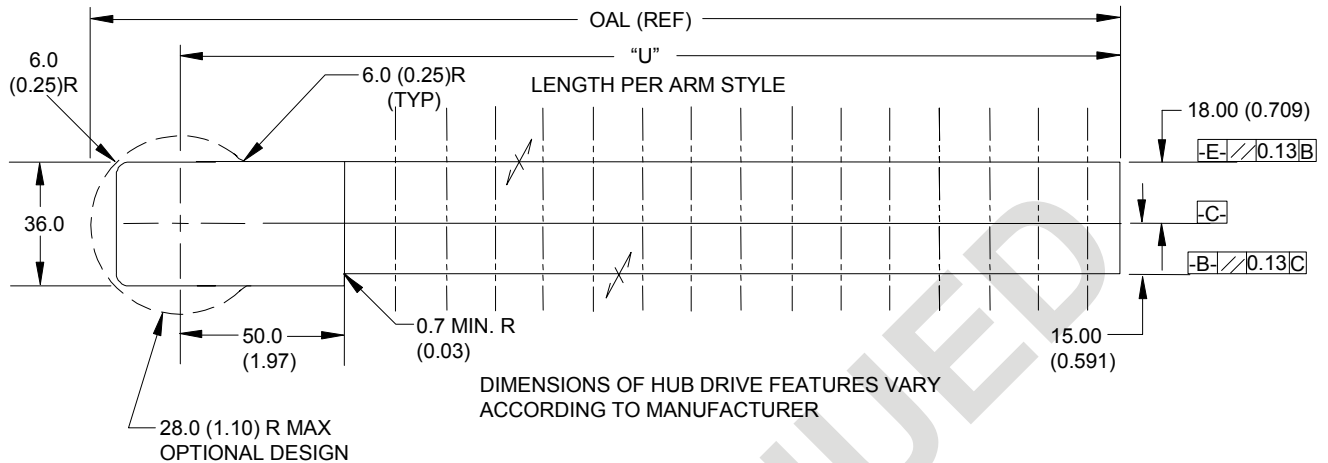 OAL (REF)
“U”
LENGTH PER ARM STYLE
6.0
(0.25)R
6.0 (0.25)R
(TYP)
18.00 (0.709)
-E- // 0.13 B
36.0
-C-
-B- // 0.13 C
50.0
(1.97)
0.7 MIN. R
(0.03)
15.00
(0.591)
DIMENSIONS OF HUB DRIVE FEATURES VARY
ACCORDING TO MANUFACTURER
28.0 (1.10) R MAX
OPTIONAL DESIGN
UED